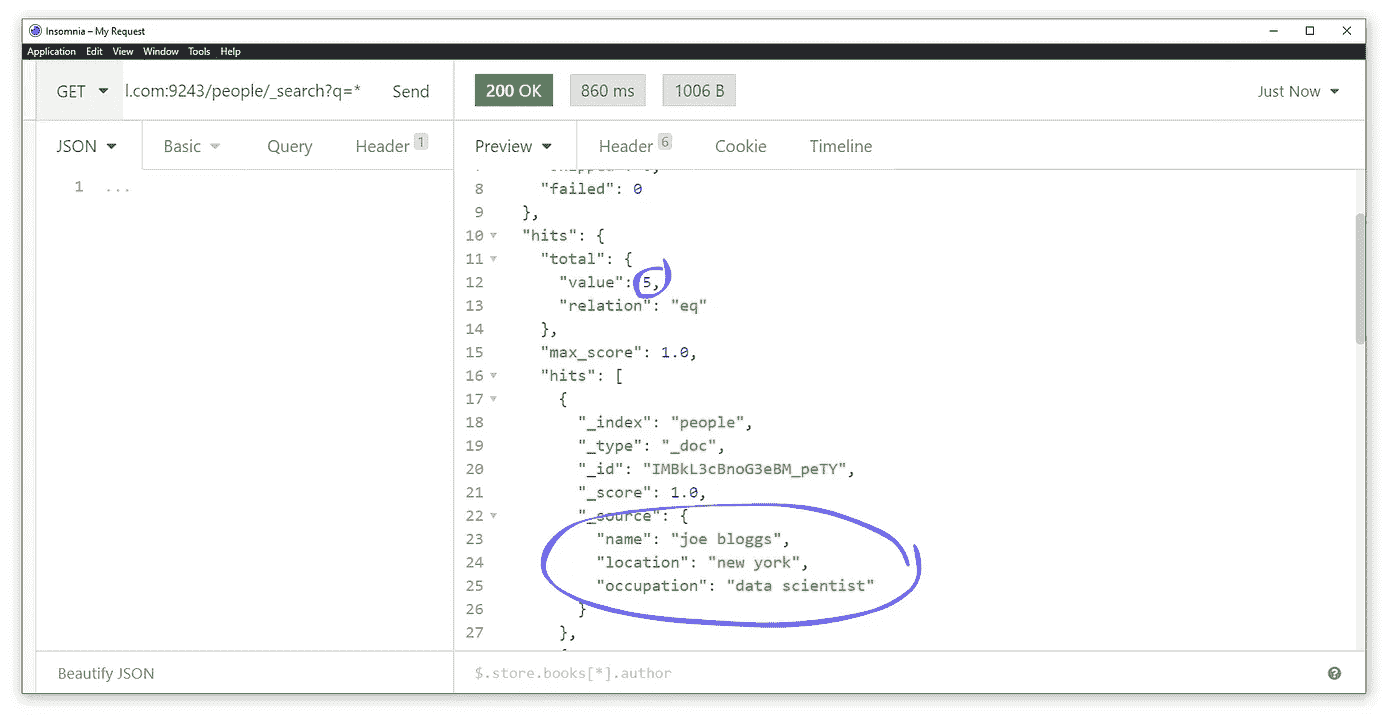 Insomnia – My Request
Application Edit View Window Tools Help
GET l.com:9243/people/_search?q=* Send 200 OK 860 ms 1006 B Just Now
JSON Basic Query Header 1 Preview Header 6 Cookie Timeline
1 ...
8 "failed": 0
9 },
10 "hits": {
11 "total": {
12 "value": 5,
13 "relation": "eq"
14 },
15 "max_score": 1.0,
16 "hits": [
17 {
18 "_index": "people",
19 "_type": "_doc",
20 "_id": "IMBkL3cBnoG3eBM_peTY",
21 "_score": 1.0,
22 "_source": {
23 "name": "joe bloggs",
24 "location": "new york",
25 "occupation": "data scientist"
26 }
27 },
Beautify JSON $.store.books[*].author